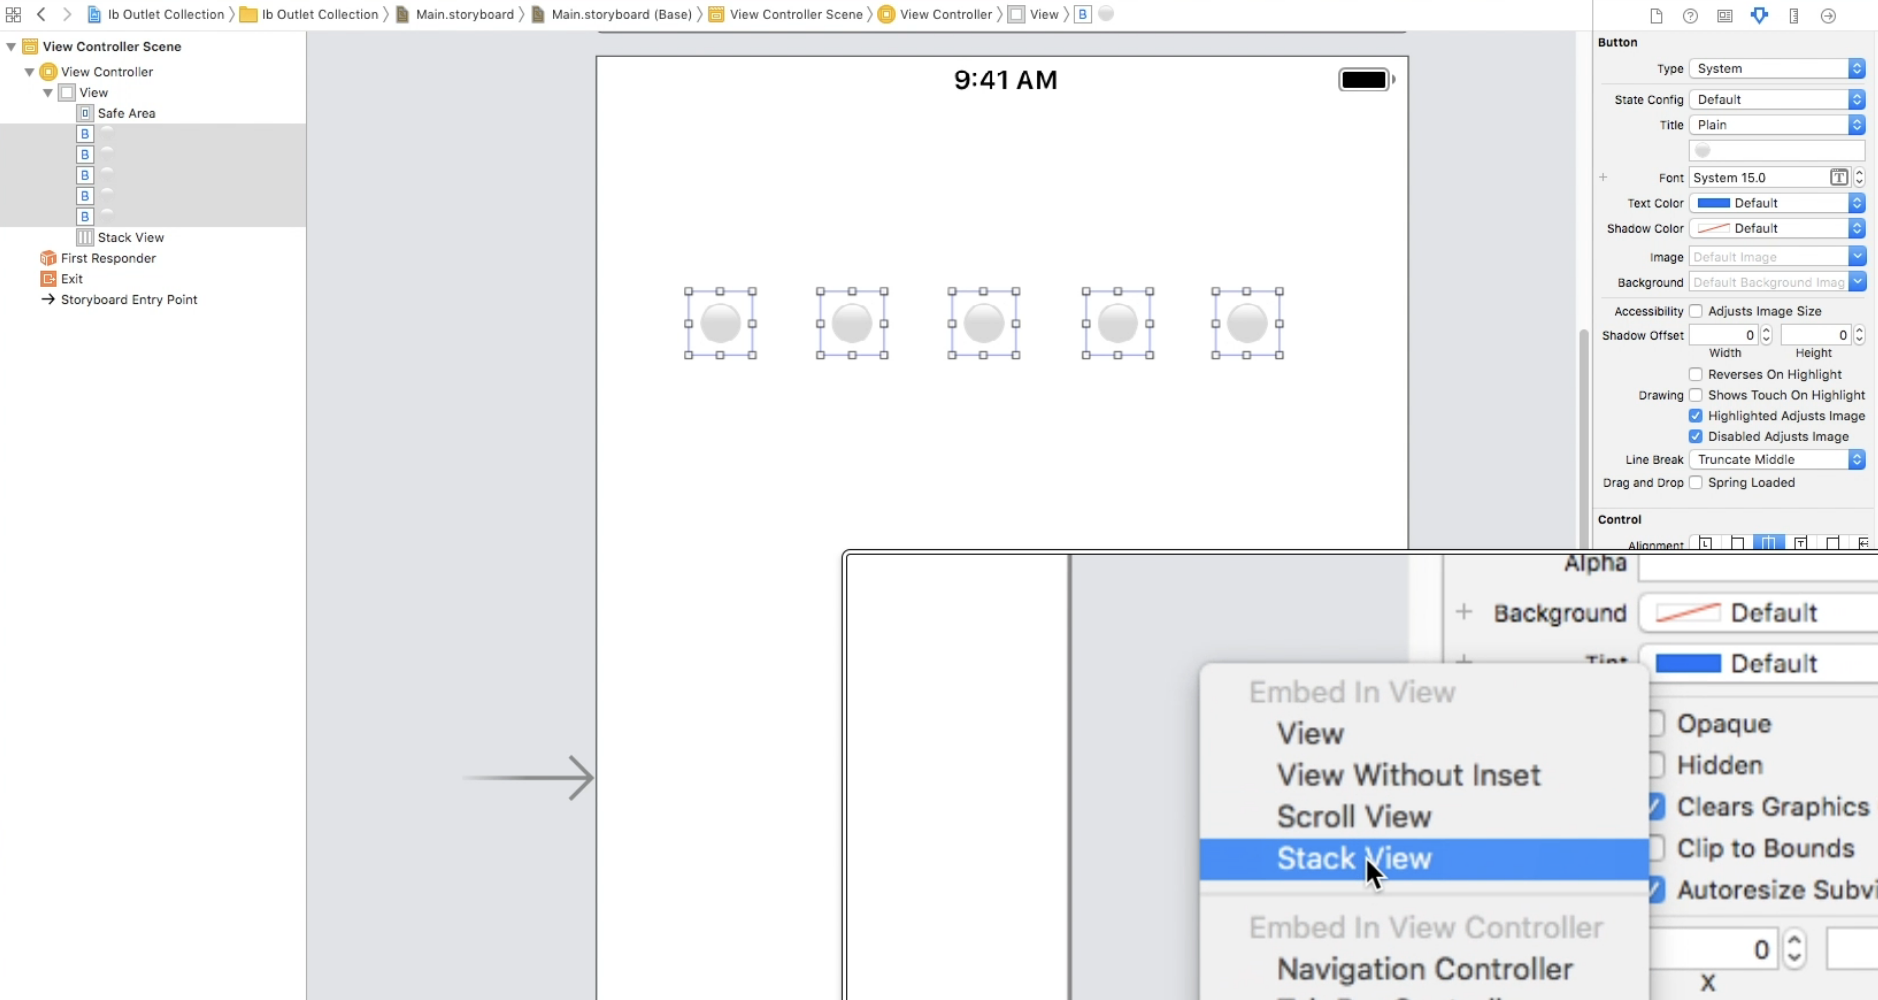 Ib Outlet Collection Ib Outlet Collection Main.storyboard Main.storyboard (Base) View Controller Scene View Controller View B
View Controller Scene
View Controller
View
Safe Area
B
B
B
B
B
Stack View
First Responder
Exit
Storyboard Entry Point
9:41 AM
Button
Type System
State Config Default
Title Plain
Font System 15.0 T
Text Color Default
Shadow Color Default
Image Default Image
Background Default Background Imag
Accessibility Adjusts Image Size
Shadow Offset 0 0
Width Height
Reverses On Highlight
Drawing Shows Touch On Highlight
Highlighted Adjusts Image
Disabled Adjusts Image
Line Break Truncate Middle
Drag and Drop Spring Loaded
Control
Alignment
Alpha
Background Default
Tint Default
Embed In View
View
View Without Inset
Scroll View
Stack View
Embed In View Controller
Navigation Controller
Opaque
Hidden
Clears Graphics
Clip to Bounds
Autoresize Subvi
0
X